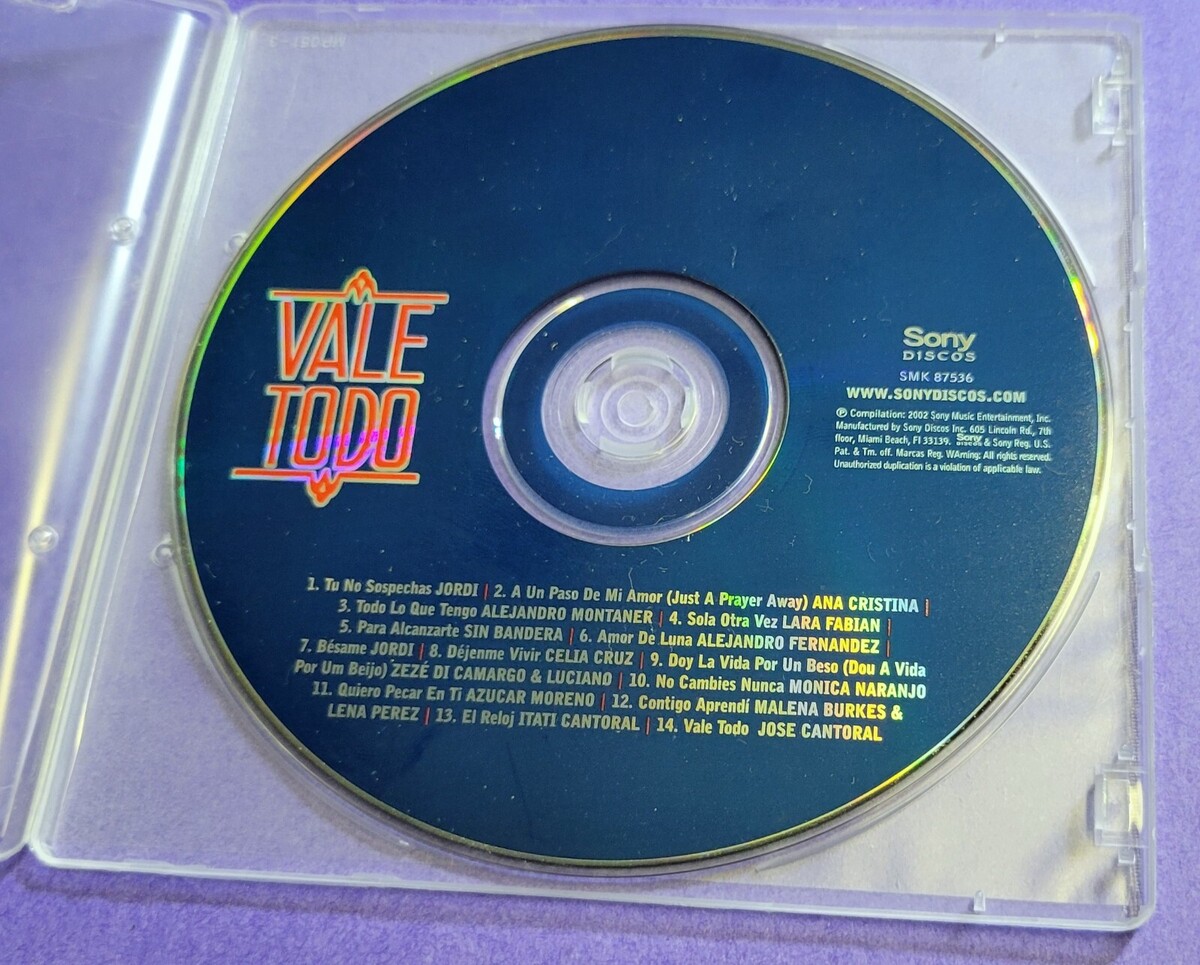 VALE
TODO
Sony
DISCOS
SMK 87536
WWW.SONYDISCOS.COM
℗ Compilation: 2002 Sony Music Entertainment, Inc.
Manufactured by Sony Discos Inc. 605 Lincoln Rd., 7th
floor, Miami Beach, Fl 33139. Sony Discos & Sony Reg. U.S.
Pat. & Tm. off. Marcas Reg. WArning: All rights reserved.
Unauthorized duplication is a violation of applicable law.
1. Tu No Sospechas JORDI | 2. A Un Paso De Mi Amor (Just A Prayer Away) ANA CRISTINA |
3. Todo Lo Que Tengo ALEJANDRO MONTANER | 4. Sola Otra Vez LARA FABIAN |
5. Para Alcanzarte SIN BANDERA | 6. Amor De Luna ALEJANDRO FERNANDEZ |
7. Bésame JORDI | 8. Déjenme Vivir CELIA CRUZ | 9. Doy La Vida Por Un Beso (Dou A Vida
Por Um Beijo) ZEZÉ DI CAMARGO & LUCIANO | 10. No Cambies Nunca MONICA NARANJO
11. Quiero Pecar En Ti AZUCAR MORENO | 12. Contigo Aprendí MALENA BURKES &
LENA PEREZ | 13. El Reloj ITATI CANTORAL | 14. Vale Todo JOSE CANTORAL